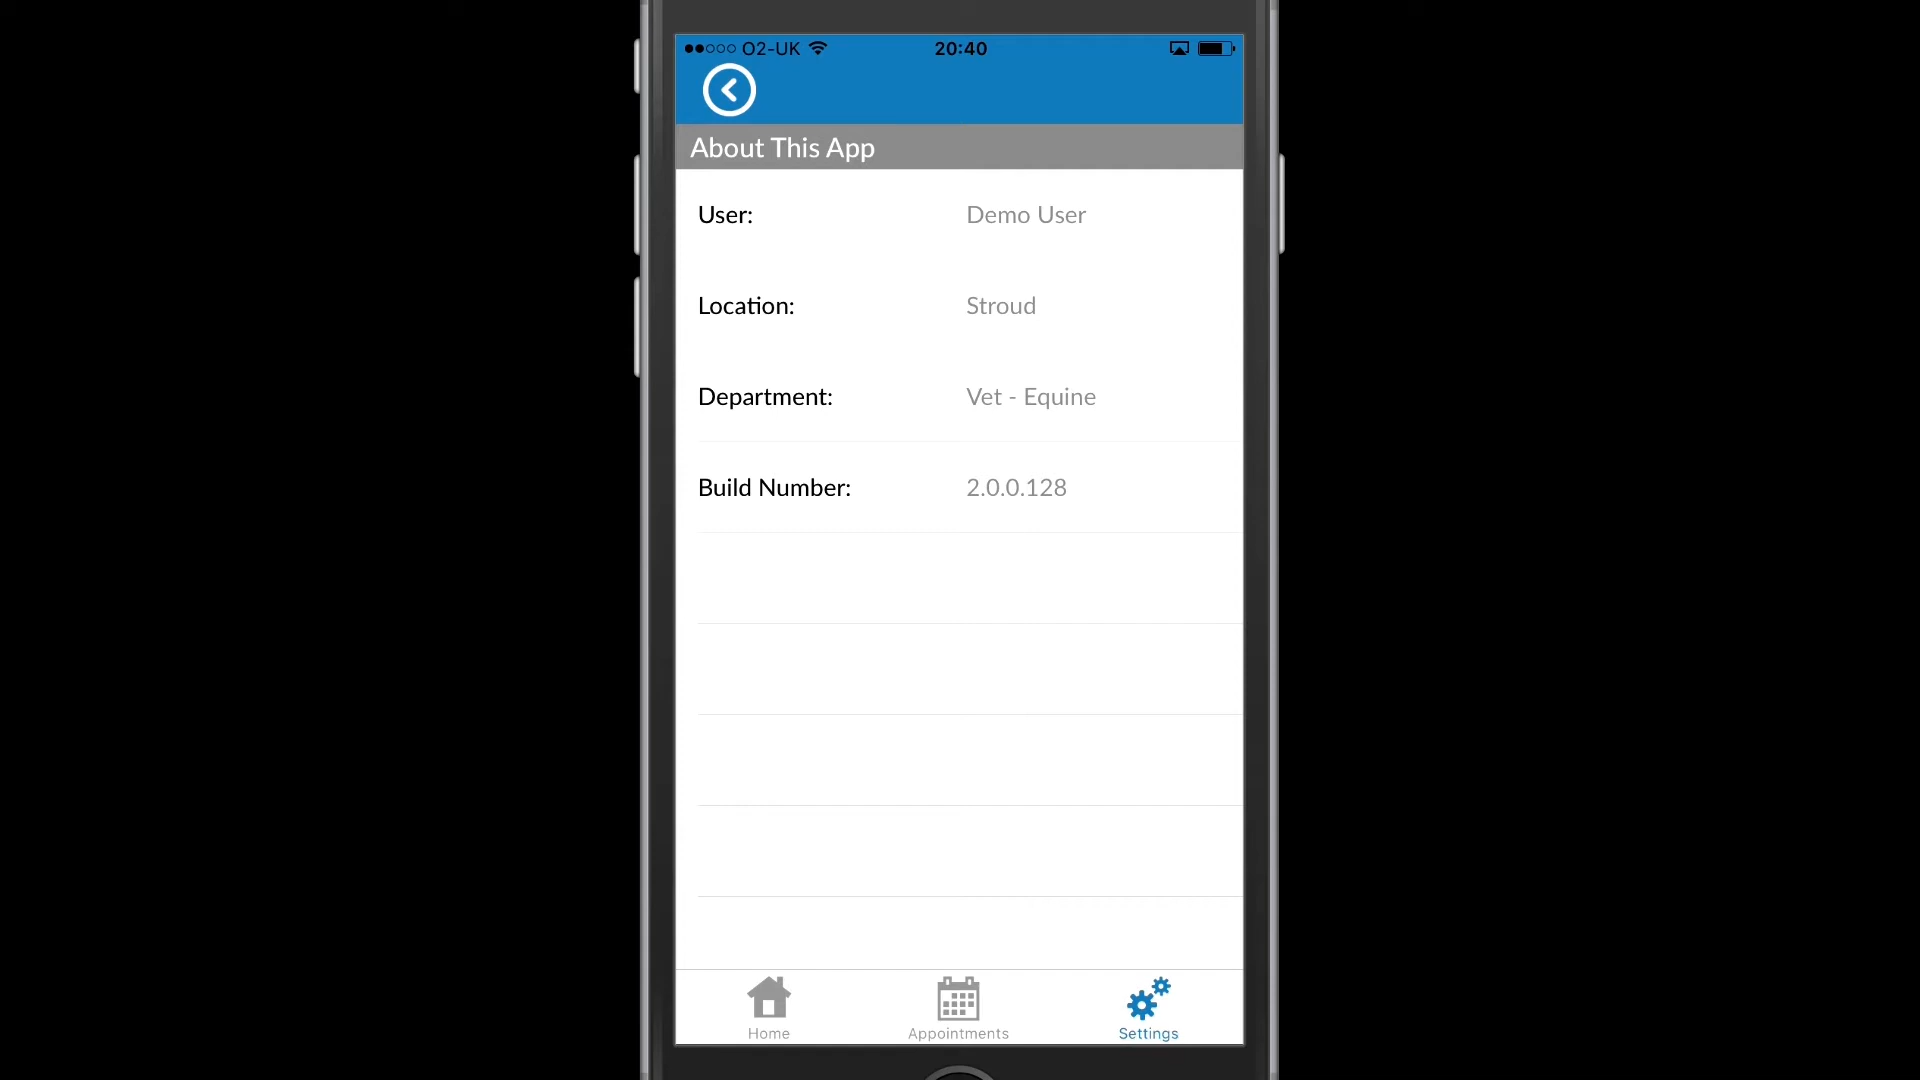 O2-UK 20:40
About This App
User: Demo User
Location: Stroud
Department: Vet - Equine
Build Number: 2.0.0.128
Home Appointments Settings